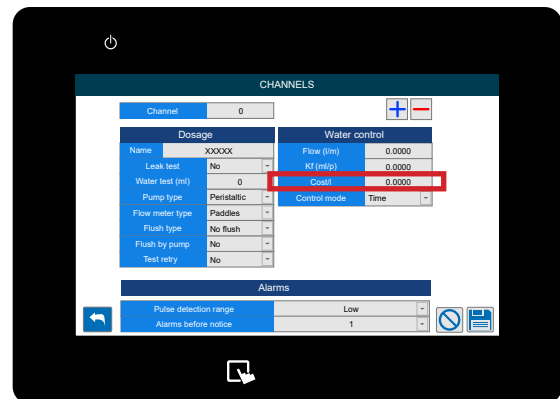 CHANNELS
Channel 0
Dosage
Name XXXXX
Leak test No
Water test (ml) 0
Pump type Peristaltic
Flow meter type Paddles
Flush type No flush
Flush by pump No
Test retry No
Water control
Flow (l/m) 0.0000
Kf (ml/p) 0.0000
Cost/l 0.0000
Control mode Time
Alarms
Pulse detection range Low
Alarms before notice 1